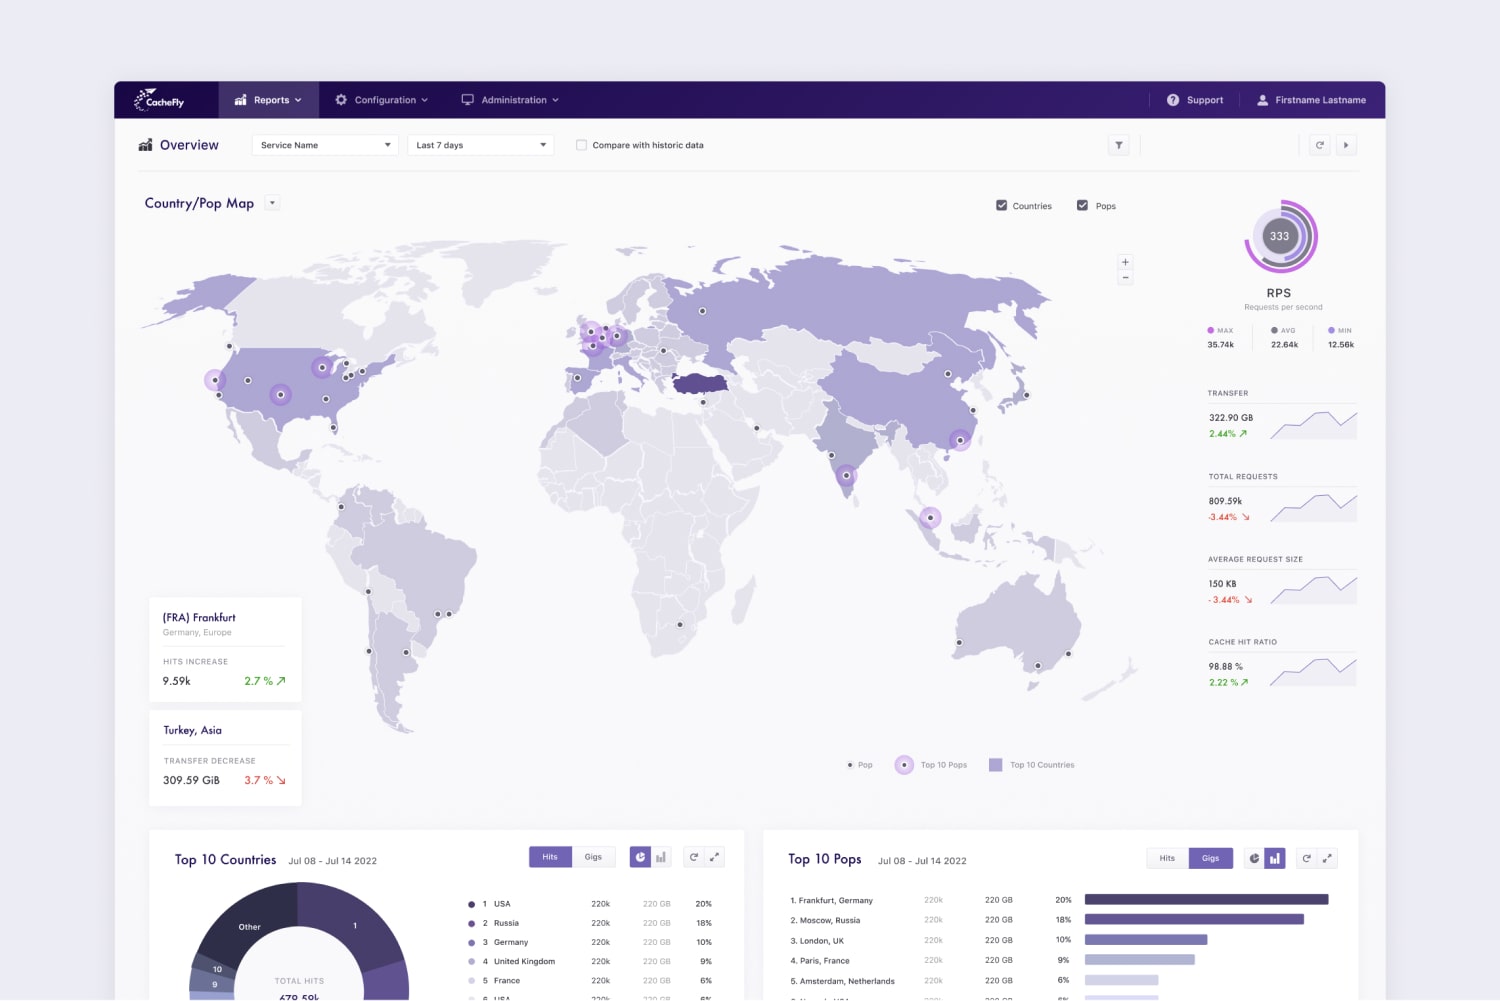 CacheFly
Reports
Configuration
Administration
Support
Firstname Lastname
Overview
Service Name
Last 7 days
Compare with historic data
Country/Pop Map
Countries
Pops
+
−
333
RPS
Requests per second
MAX
AVG
MIN
35.74k
22.64k
12.56k
TRANSFER
322.90 GB
2.44%
TOTAL REQUESTS
809.59k
-3.44%
AVERAGE REQUEST SIZE
150 KB
- 3.44%
CACHE HIT RATIO
98.88 %
2.22 %
(FRA) Frankfurt
Germany, Europe
HITS INCREASE
9.59k 2.7 %
Turkey, Asia
TRANSFER DECREASE
309.59 GiB 3.7 %
Pop
Top 10 Pops
Top 10 Countries
Top 10 Countries Jul 08 - Jul 14 2022
Hits Gigs
Other
1
10
9
TOTAL HITS
679.59k
1 USA 220k 220 GB 20%
2 Russia 220k 220 GB 18%
3 Germany 220k 220 GB 10%
4 United Kingdom 220k 220 GB 9%
5 France 220k 220 GB 6%
Top 10 Pops Jul 08 - Jul 14 2022
Hits Gigs
1. Frankfurt, Germany 220k 220 GB 20%
2. Moscow, Russia 220k 220 GB 18%
3. London, UK 220k 220 GB 10%
4. Paris, France 220k 220 GB 9%
5. Amsterdam, Netherlands 220k 220 GB 6%